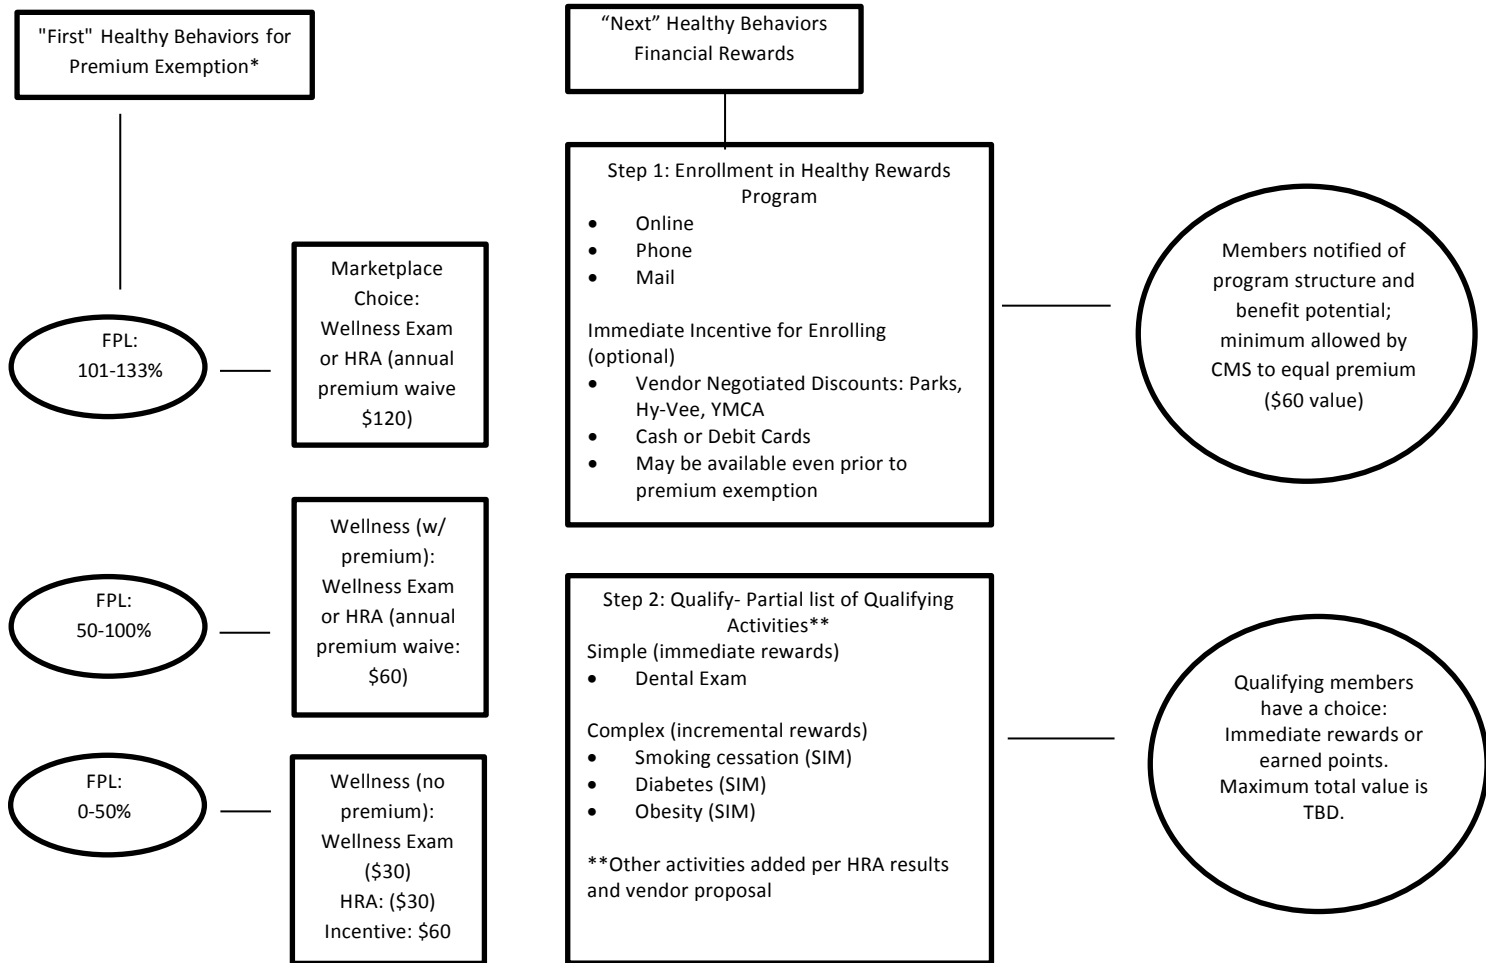 "First" Healthy Behaviors for
Premium Exemption*
FPL:
101-133%
Marketplace
Choice:
Wellness Exam
or HRA (annual
premium waive
$120)
FPL:
50-100%
Wellness (w/
premium):
Wellness Exam
or HRA (annual
premium waive:
$60)
FPL:
0-50%
Wellness (no
premium):
Wellness Exam
($30)
HRA: ($30)
Incentive: $60
“Next” Healthy Behaviors
Financial Rewards
Step 1: Enrollment in Healthy Rewards
Program
• Online
• Phone
• Mail
Immediate Incentive for Enrolling
(optional)
• Vendor Negotiated Discounts: Parks,
Hy-Vee, YMCA
• Cash or Debit Cards
• May be available even prior to
premium exemption
Members notified of
program structure and
benefit potential;
minimum allowed by
CMS to equal premium
($60 value)
Step 2: Qualify- Partial list of Qualifying
Activities**
Simple (immediate rewards)
• Dental Exam
Complex (incremental rewards)
• Smoking cessation (SIM)
• Diabetes (SIM)
• Obesity (SIM)
**Other activities added per HRA results
and vendor proposal
Qualifying members
have a choice:
Immediate rewards or
earned points.
Maximum total value is
TBD.